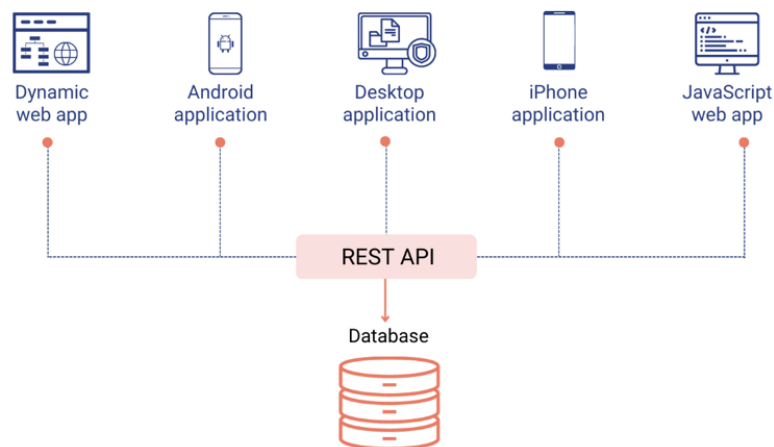 Dynamic
web app
Android
application
Desktop
application
iPhone
application
</>
JavaScript
web app
REST API
Database